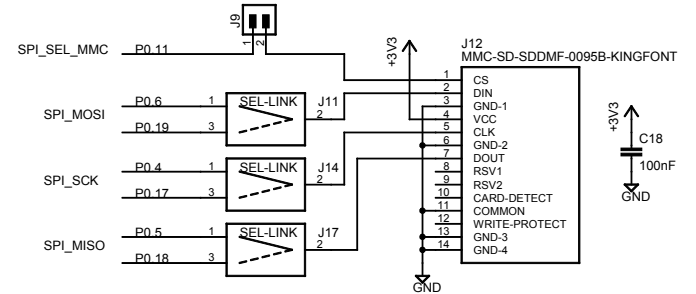 J9
1 2
SPI_SEL_MMC P0.11
+3V3
J12
MMC-SD-SDDMF-0095B-KINGFONT
SPI_MOSI
P0.6 1 SEL-LINK J11
P0.19 3 2
SPI_SCK
P0.4 1 SEL-LINK J14
P0.17 3 2
SPI_MISO
P0.5 1 SEL-LINK J17
P0.18 3 2
1 CS
2 DIN
3 GND-1
4 VCC
5 CLK
6 GND-2
7 DOUT
8 RSV1
9 RSV2
10 CARD-DETECT
11 COMMON
12 WRITE-PROTECT
13 GND-3
14 GND-4
GND
+3V3
C18
100nF
GND